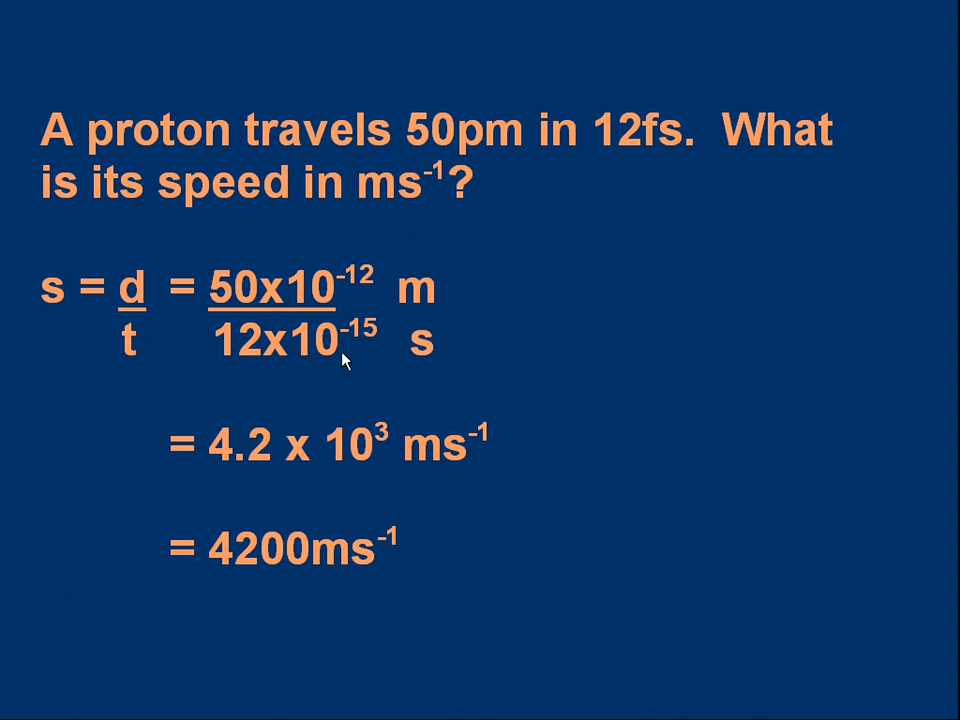 A proton travels 50pm in 12fs. What
is its speed in ms⁻¹?
s = d = 50x10⁻¹² m
t 12x10⁻¹⁵ s
= 4.2 x 10³ ms⁻¹
= 4200ms⁻¹